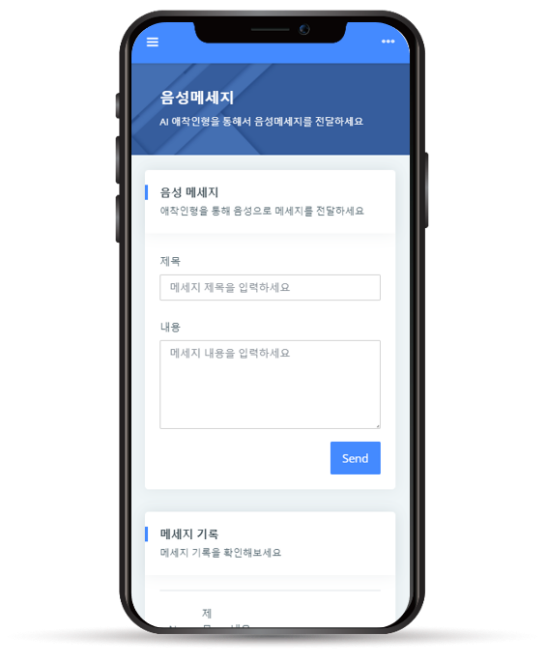 음성메세지
AI 애착인형을 통해서 음성메세지를 전달하세요
음성 메세지
애착인형을 통해 음성으로 메세지를 전달하세요
제목
메세지 제목을 입력하세요
내용
메세지 내용을 입력하세요
Send
메세지 기록
메세지 기록을 확인해보세요
제